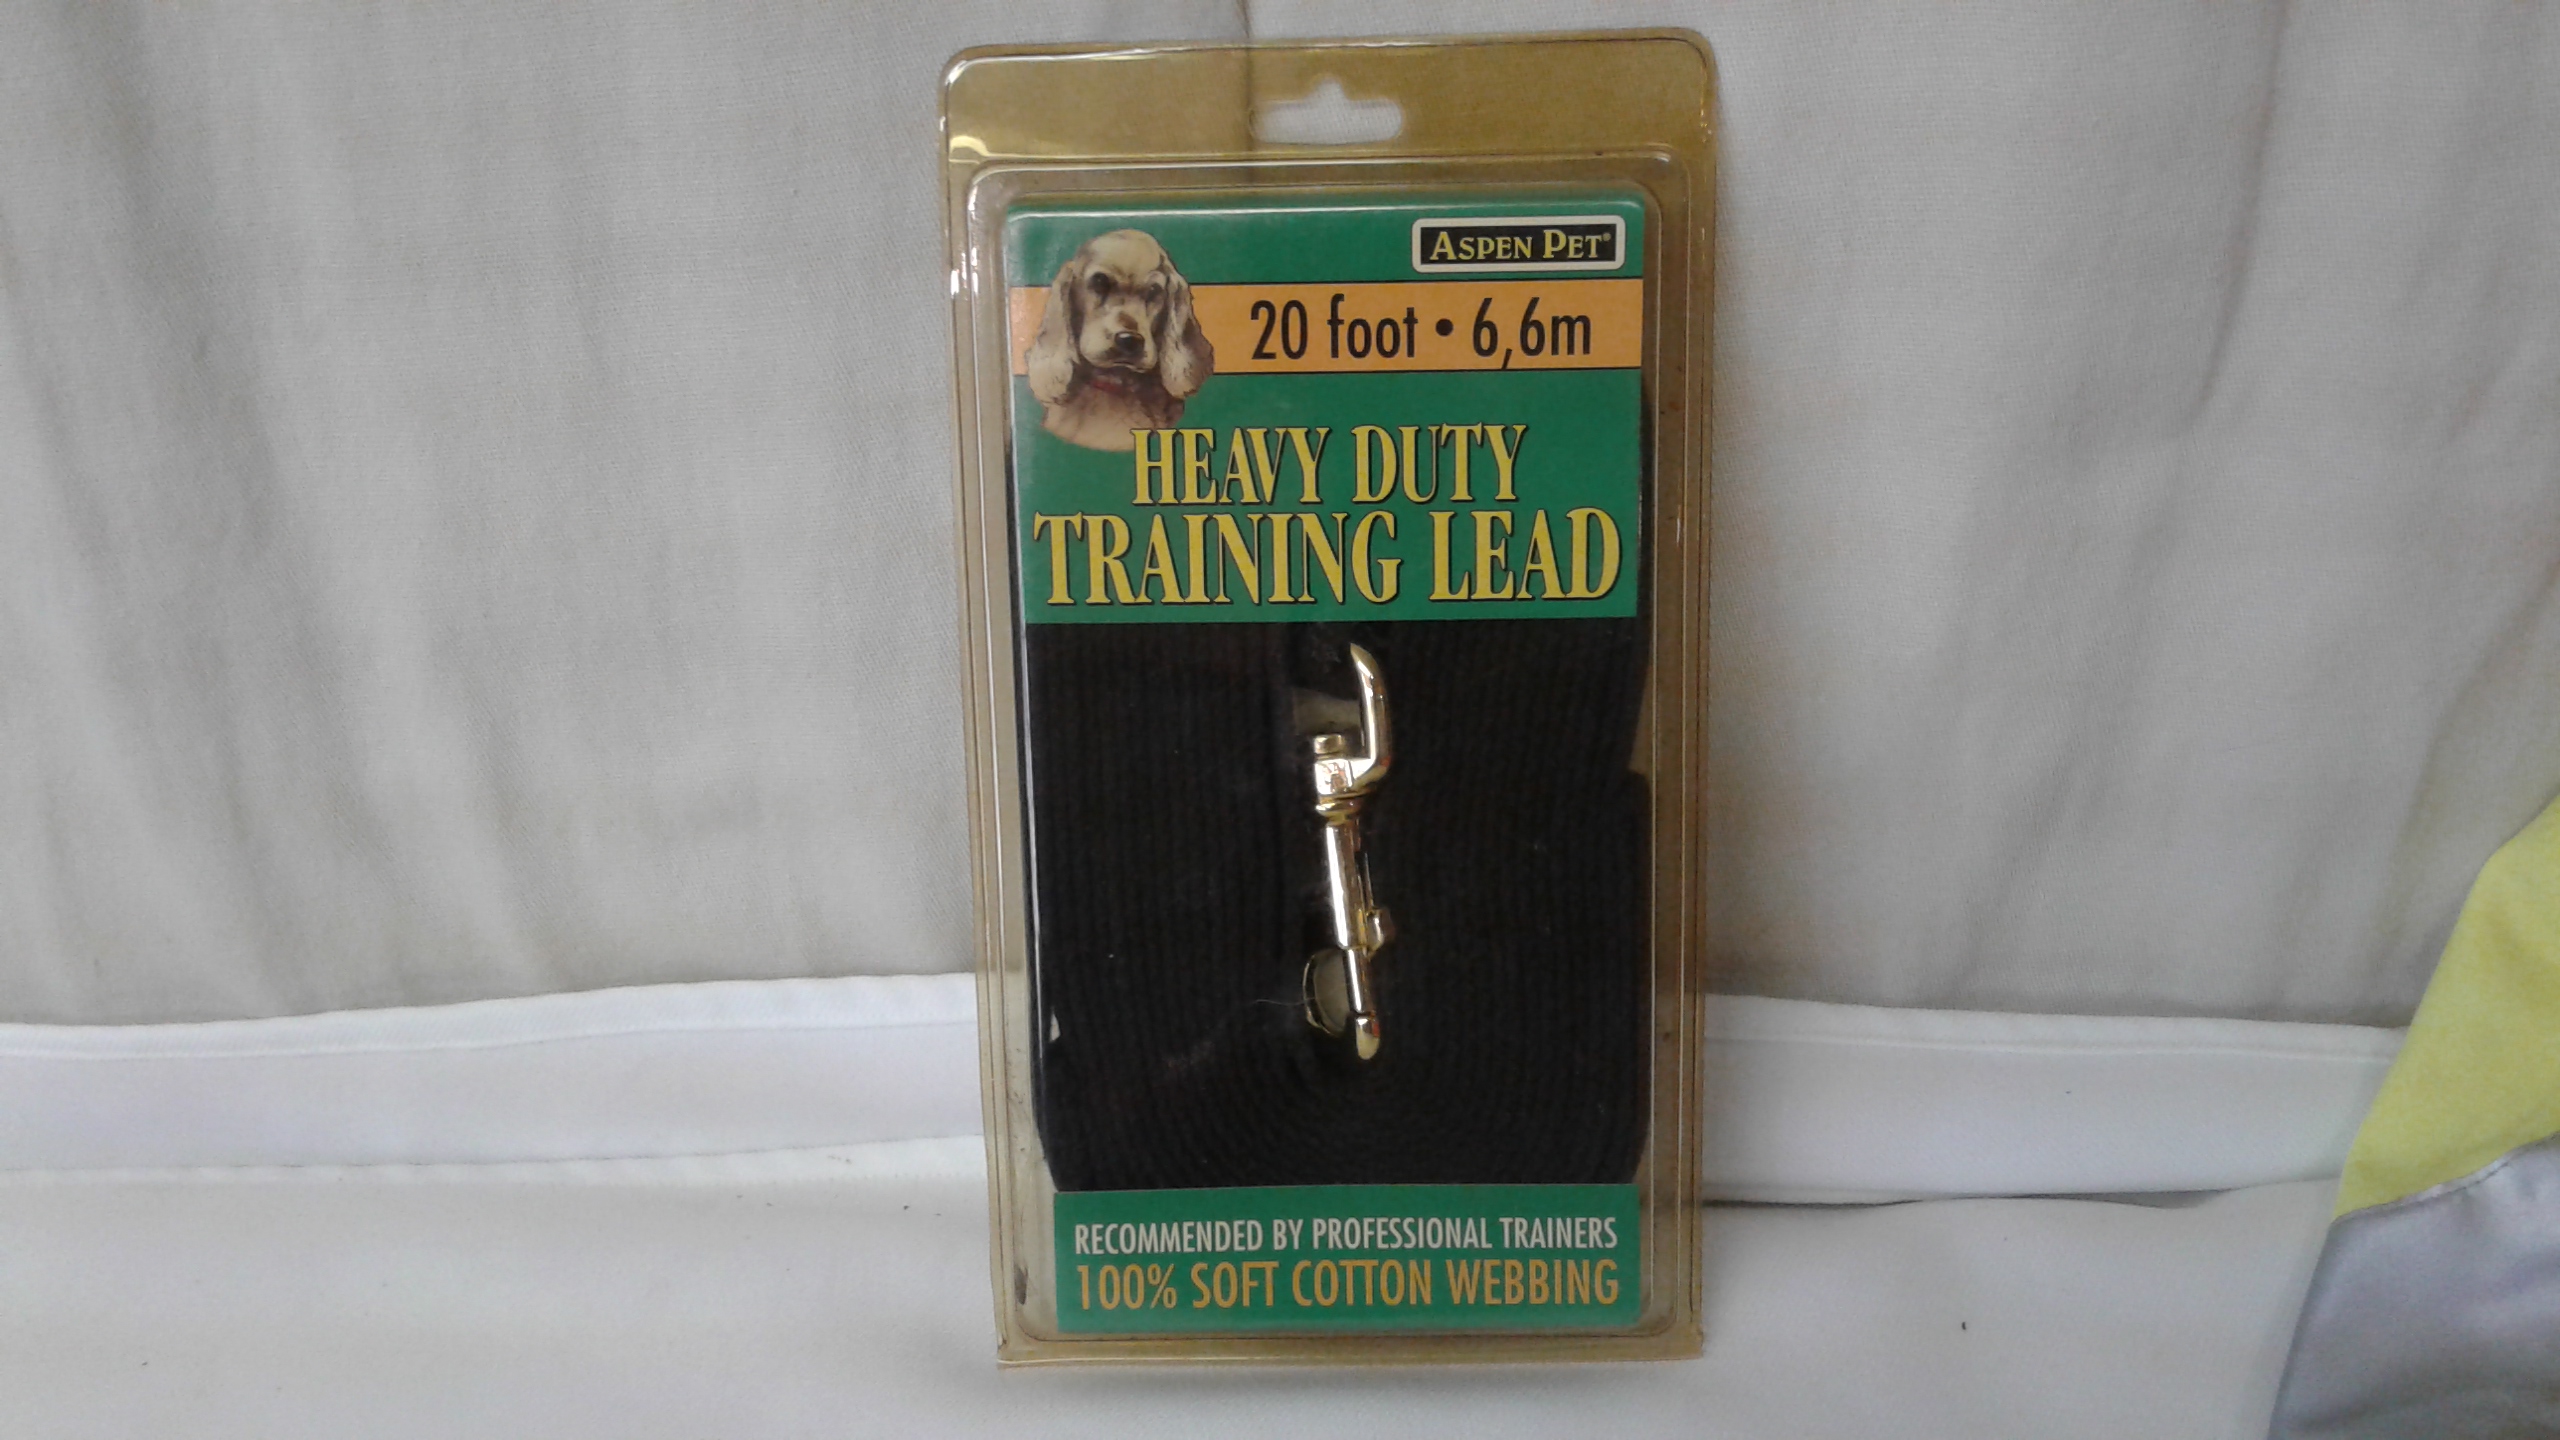 ASPEN PET®
20 foot • 6,6m
HEAVY DUTY
TRAINING LEAD
RECOMMENDED BY PROFESSIONAL TRAINERS
100% SOFT COTTON WEBBING